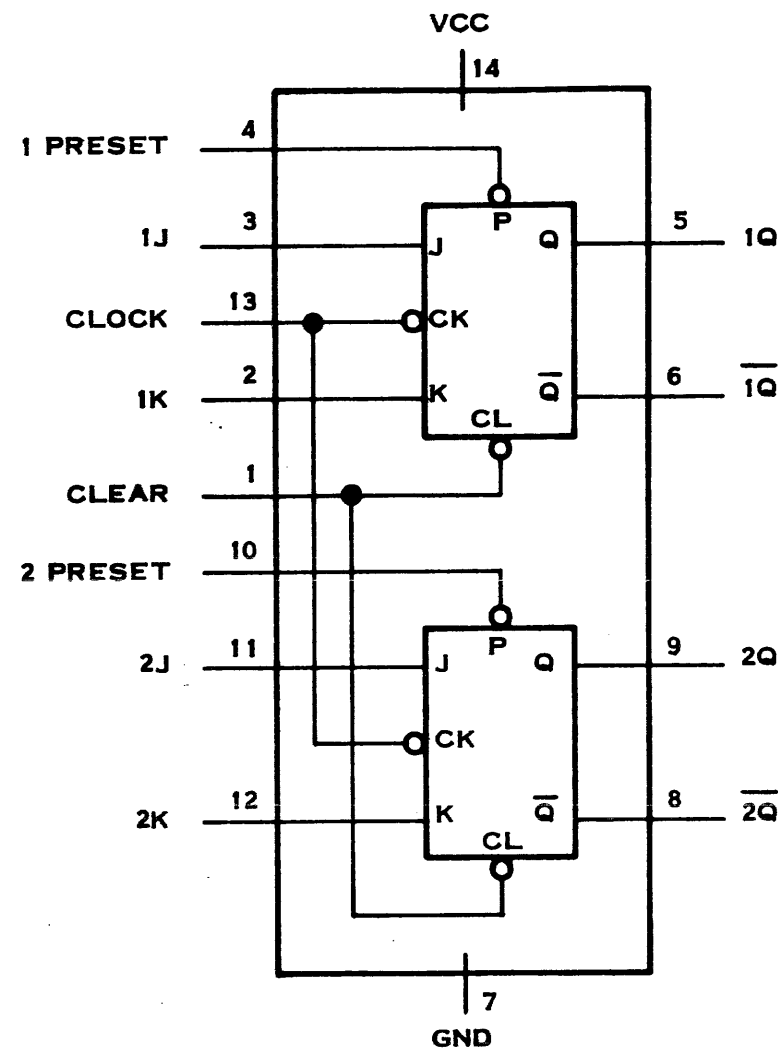 VCC
14
1 PRESET 4
P
1J 3 J Q 5 1Q
CLOCK 13 CK
1K 2 K Q̅ 6 1Q̅
CL
CLEAR 1
2 PRESET 10
P
2J 11 J Q 9 2Q
CK
2K 12 K Q̅ 8 2Q̅
CL
7
GND